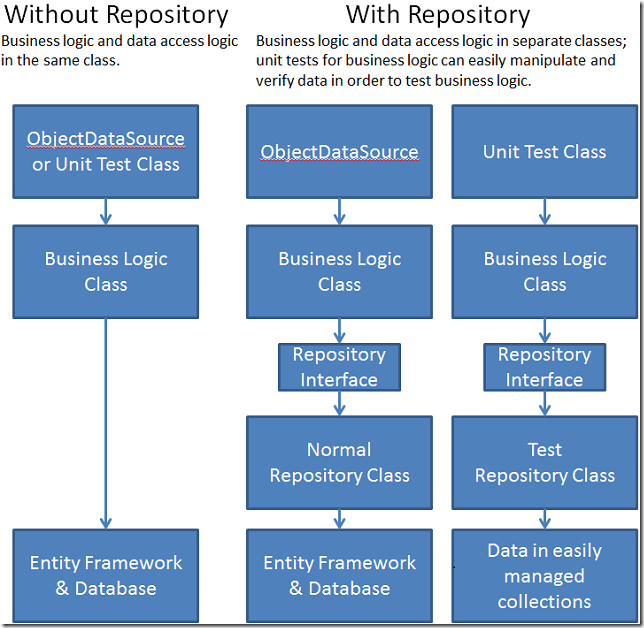 Without Repository
Business logic and data access logic
in the same class.
With Repository
Business logic and data access logic in separate classes;
unit tests for business logic can easily manipulate and
verify data in order to test business logic.
ObjectDataSource
or Unit Test Class
Business Logic
Class
Entity Framework
& Database
ObjectDataSource
Business Logic
Class
Repository
Interface
Normal
Repository Class
Entity Framework
& Database
Unit Test Class
Business Logic
Class
Repository
Interface
Test
Repository Class
Data in easily
managed
collections